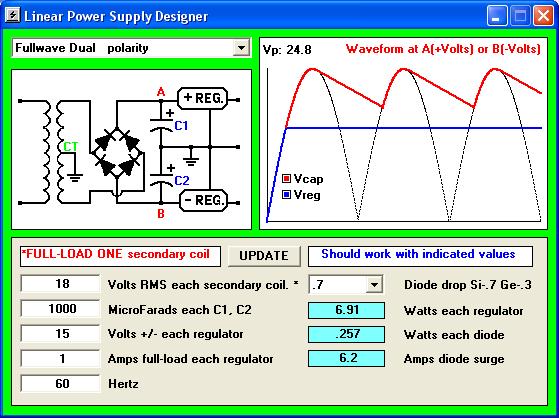 Linear Power Supply Designer
Fullwave Dual polarity
Vp: 24.8 Waveform at A(+Volts) or B(-Volts)
A
+ REG.
+
C1
CT
+
C2
- REG.
B
Vcap
Vreg
*FULL-LOAD ONE secondary coil
UPDATE
Should work with indicated values
18 Volts RMS each secondary coil. * .7 Diode drop Si-.7 Ge-.3
1000 MicroFarads each C1, C2 6.91 Watts each regulator
15 Volts +/- each regulator .257 Watts each diode
1 Amps full-load each regulator 6.2 Amps diode surge
60 Hertz